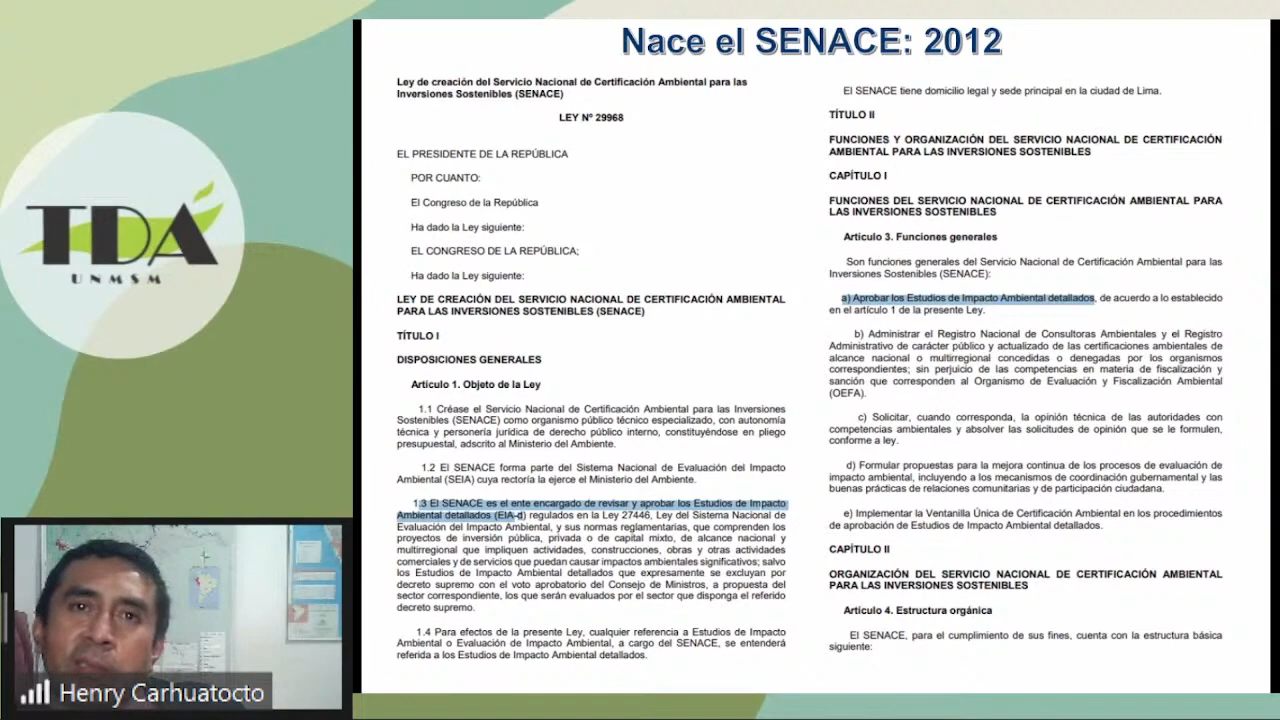 Nace el SENACE: 2012
Ley de creación del Servicio Nacional de Certificación Ambiental para las
Inversiones Sostenibles (SENACE)
LEY Nº 29968
EL PRESIDENTE DE LA REPÚBLICA
POR CUANTO:
El Congreso de la República
Ha dado la Ley siguiente:
EL CONGRESO DE LA REPÚBLICA;
Ha dado la Ley siguiente:
LEY DE CREACIÓN DEL SERVICIO NACIONAL DE CERTIFICACIÓN AMBIENTAL
PARA LAS INVERSIONES SOSTENIBLES (SENACE)
TÍTULO I
DISPOSICIONES GENERALES
Artículo 1. Objeto de la Ley
1.1 Créase el Servicio Nacional de Certificación Ambiental para las Inversiones
Sostenibles (SENACE) como organismo público técnico especializado, con autonomía
técnica y personería jurídica de derecho público interno, constituyéndose en pliego
presupuestal, adscrito al Ministerio del Ambiente.
1.2 El SENACE forma parte del Sistema Nacional de Evaluación del Impacto
Ambiental (SEIA) cuya rectoría la ejerce el Ministerio del Ambiente.
1.3 El SENACE es el ente encargado de revisar y aprobar los Estudios de Impacto
Ambiental detallados (EIA-d) regulados en la Ley 27446, Ley del Sistema Nacional de
Evaluación del Impacto Ambiental, y sus normas reglamentarias, que comprenden los
proyectos de inversión pública, privada o de capital mixto, de alcance nacional y
multirregional que impliquen actividades, construcciones, obras y otras actividades
comerciales y de servicios que puedan causar impactos ambientales significativos; salvo
los Estudios de Impacto Ambiental detallados que expresamente se excluyan por
decreto supremo con el voto aprobatorio del Consejo de Ministros, a propuesta del
sector correspondiente, los que serán evaluados por el sector que disponga el referido
decreto supremo.
1.4 Para efectos de la presente Ley, cualquier referencia a Estudios de Impacto
Ambiental o Evaluación de Impacto Ambiental, a cargo del SENACE, se entenderá
referida a los Estudios de Impacto Ambiental detallados.
El SENACE tiene domicilio legal y sede principal en la ciudad de Lima.
TÍTULO II
FUNCIONES Y ORGANIZACIÓN DEL SERVICIO NACIONAL DE CERTIFICACIÓN
AMBIENTAL PARA LAS INVERSIONES SOSTENIBLES
CAPÍTULO I
FUNCIONES DEL SERVICIO NACIONAL DE CERTIFICACIÓN AMBIENTAL PARA
LAS INVERSIONES SOSTENIBLES
Artículo 3. Funciones generales
Son funciones generales del Servicio Nacional de Certificación Ambiental para las
Inversiones Sostenibles (SENACE):
a) Aprobar los Estudios de Impacto Ambiental detallados, de acuerdo a lo establecido
en el artículo 1 de la presente Ley.
b) Administrar el Registro Nacional de Consultoras Ambientales y el Registro
Administrativo de carácter público y actualizado de las certificaciones ambientales de
alcance nacional o multirregional concedidas o denegadas por los organismos
correspondientes; sin perjuicio de las competencias en materia de fiscalización y
sanción que corresponden al Organismo de Evaluación y Fiscalización Ambiental
(OEFA).
c) Solicitar, cuando corresponda, la opinión técnica de las autoridades con
competencias ambientales y absolver las solicitudes de opinión que se le formulen,
conforme a ley.
d) Formular propuestas para la mejora continua de los procesos de evaluación de
impacto ambiental, incluyendo a los mecanismos de coordinación gubernamental y las
buenas prácticas de relaciones comunitarias y de participación ciudadana.
e) Implementar la Ventanilla Única de Certificación Ambiental en los procedimientos
de aprobación de Estudios de Impacto Ambiental detallados.
CAPÍTULO II
ORGANIZACIÓN DEL SERVICIO NACIONAL DE CERTIFICACIÓN AMBIENTAL
PARA LAS INVERSIONES SOSTENIBLES
Artículo 4. Estructura orgánica
El SENACE, para el cumplimiento de sus fines, cuenta con la estructura básica
siguiente:
TDA
UNMSM
Henry Carhuatocto